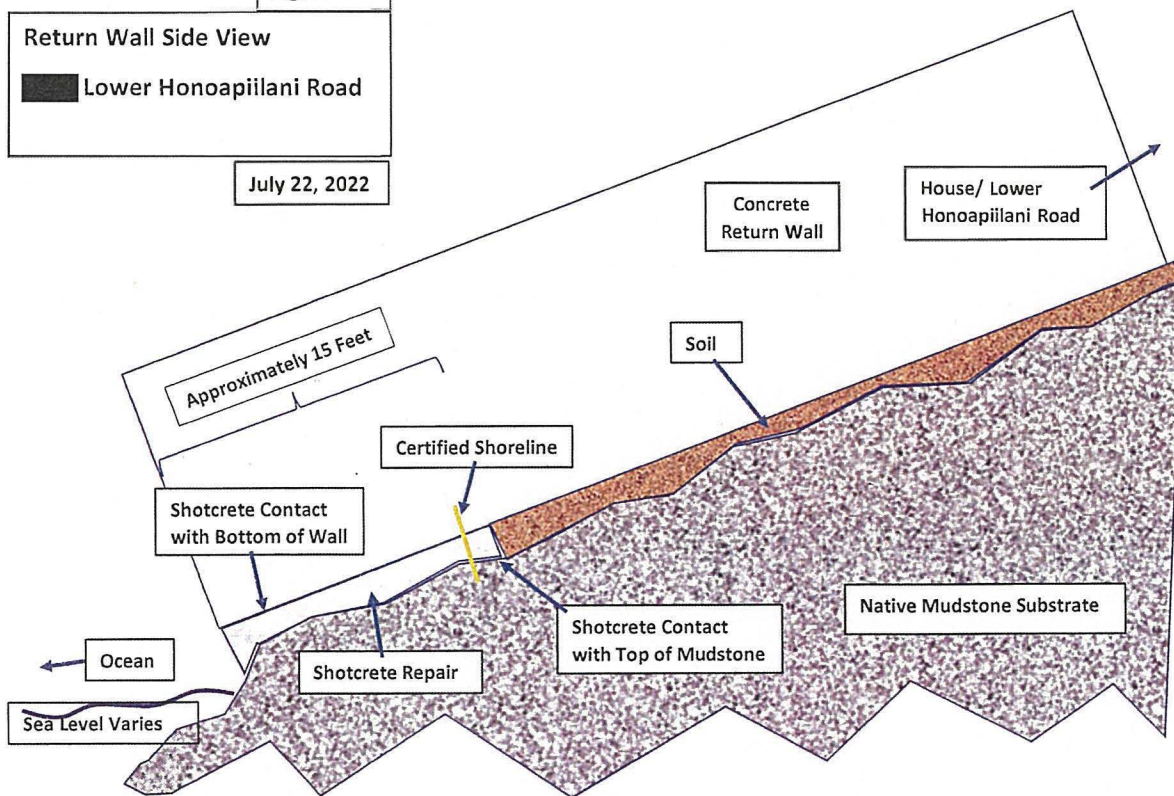 Return Wall Side View
Lower Honoapiilani Road
July 22, 2022
Concrete
Return Wall
House/ Lower
Honoapiilani Road
Approximately 15 Feet
Soil
Certified Shoreline
Shotcrete Contact
with Bottom of Wall
Native Mudstone Substrate
Shotcrete Contact
with Top of Mudstone
Ocean
Shotcrete Repair
Sea Level Varies